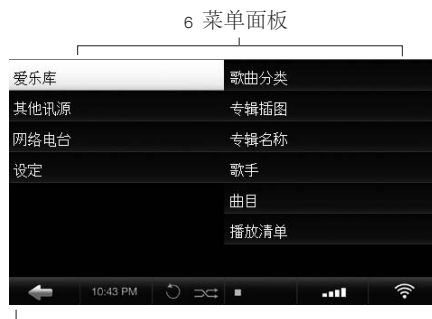 6 菜单面板
爱乐库
歌曲分类
其他讯源
专辑插图
网络电台
专辑名称
设定
歌手
曲目
播放清单
10:43 PM